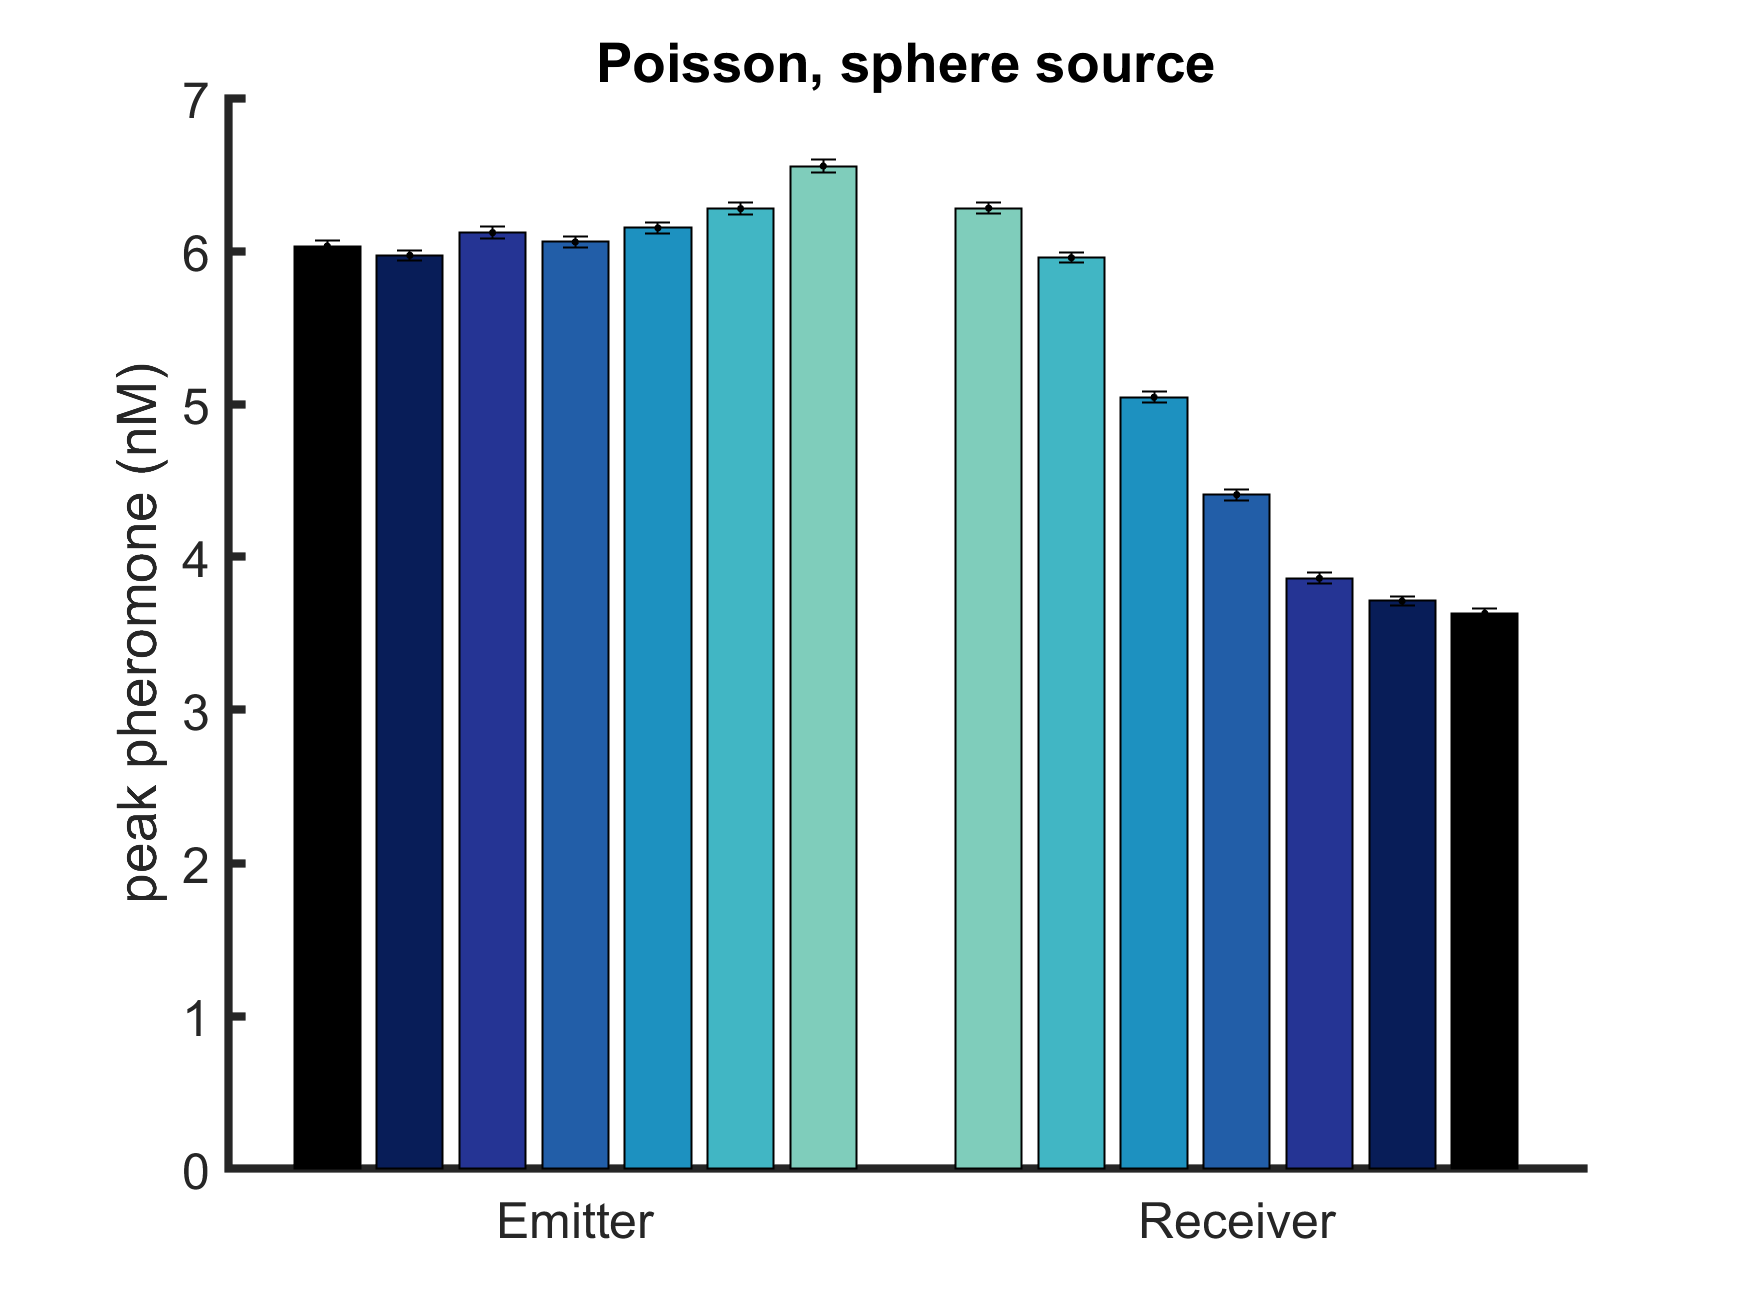 Poisson, sphere source
peak pheromone (nM)
7
6
5
4
3
2
1
0
Emitter
Receiver